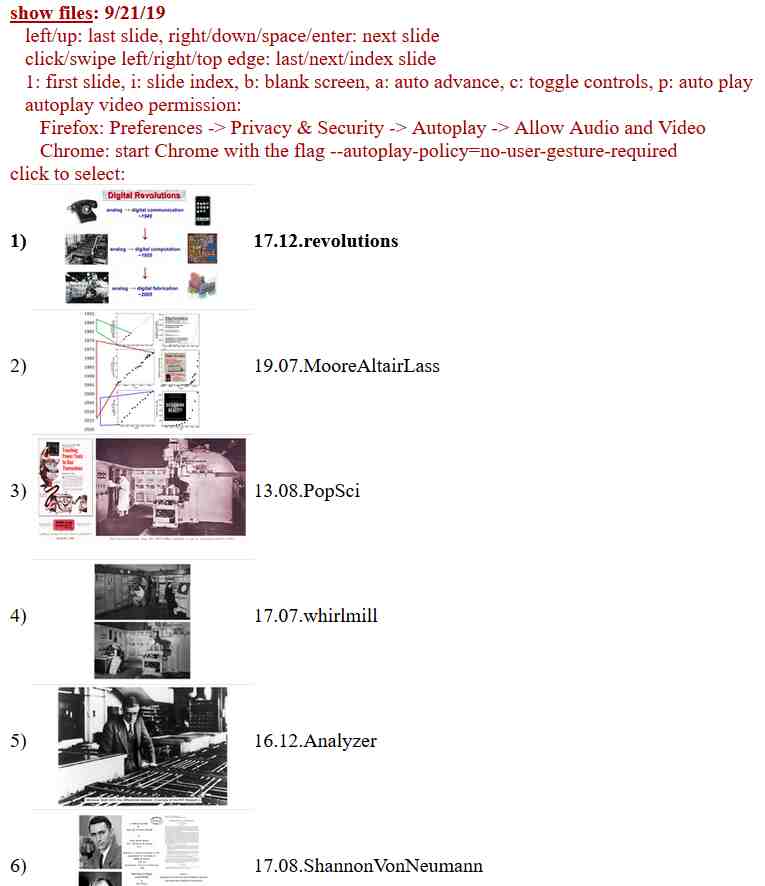 show files: 9/21/19
left/up: last slide, right/down/space/enter: next slide
click/swipe left/right/top edge: last/next/index slide
1: first slide, i: slide index, b: blank screen, a: auto advance, c: toggle controls, p: auto play
autoplay video permission:
Firefox: Preferences -> Privacy & Security -> Autoplay -> Allow Audio and Video
Chrome: start Chrome with the flag --autoplay-policy=no-user-gesture-required
click to select:
Digital Revolutions
analog → digital communication
~1945
1) 17.12.revolutions
analog → digital computation
~1955
analog → digital fabrication
~2005
2) 19.07.MooreAltairLass
3) 13.08.PopSci
4) 17.07.whirlmill
5) 16.12.Analyzer
6) 17.08.ShannonVonNeumann